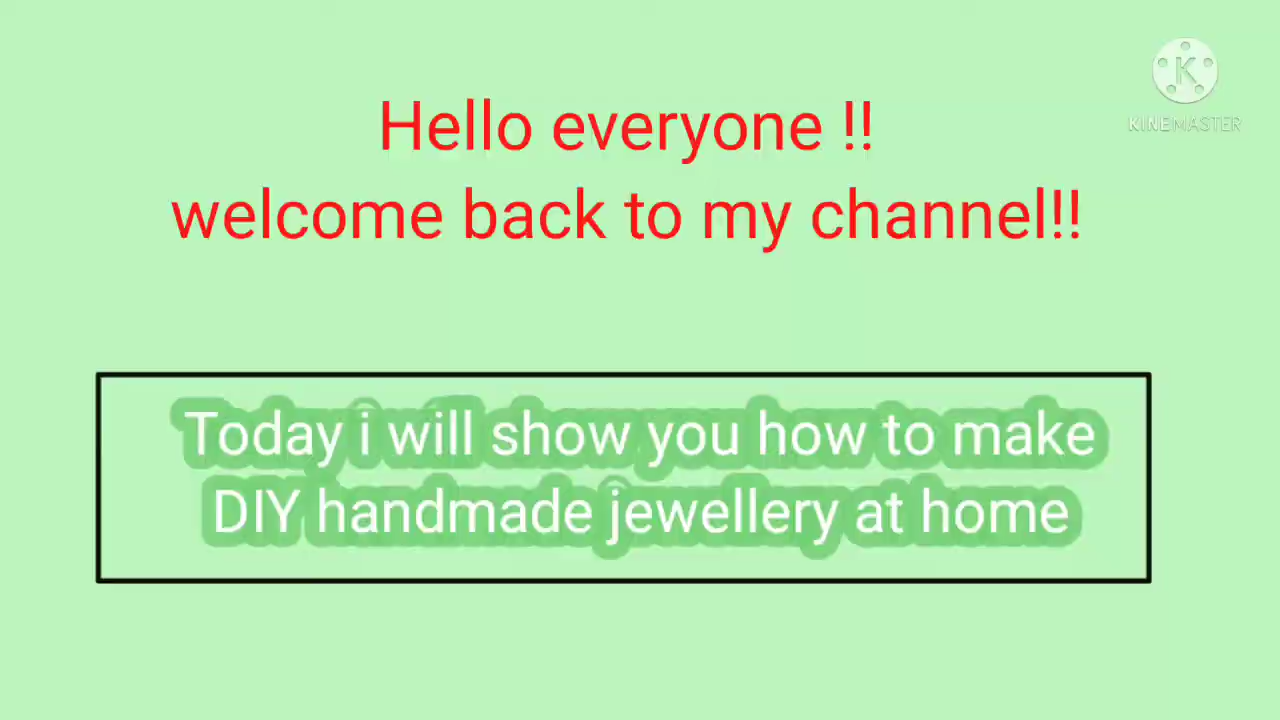 KINEMASTER
Hello everyone !!
welcome back to my channel!!
Today i will show you how to make
DIY handmade jewellery at home